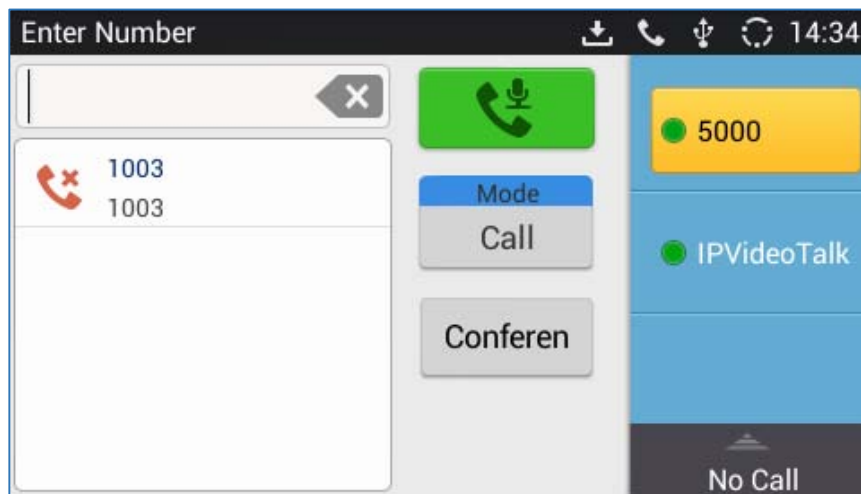 Enter Number
14:34
1003
1003
Mode
Call
Conferen
5000
IPVideoTalk
No Call